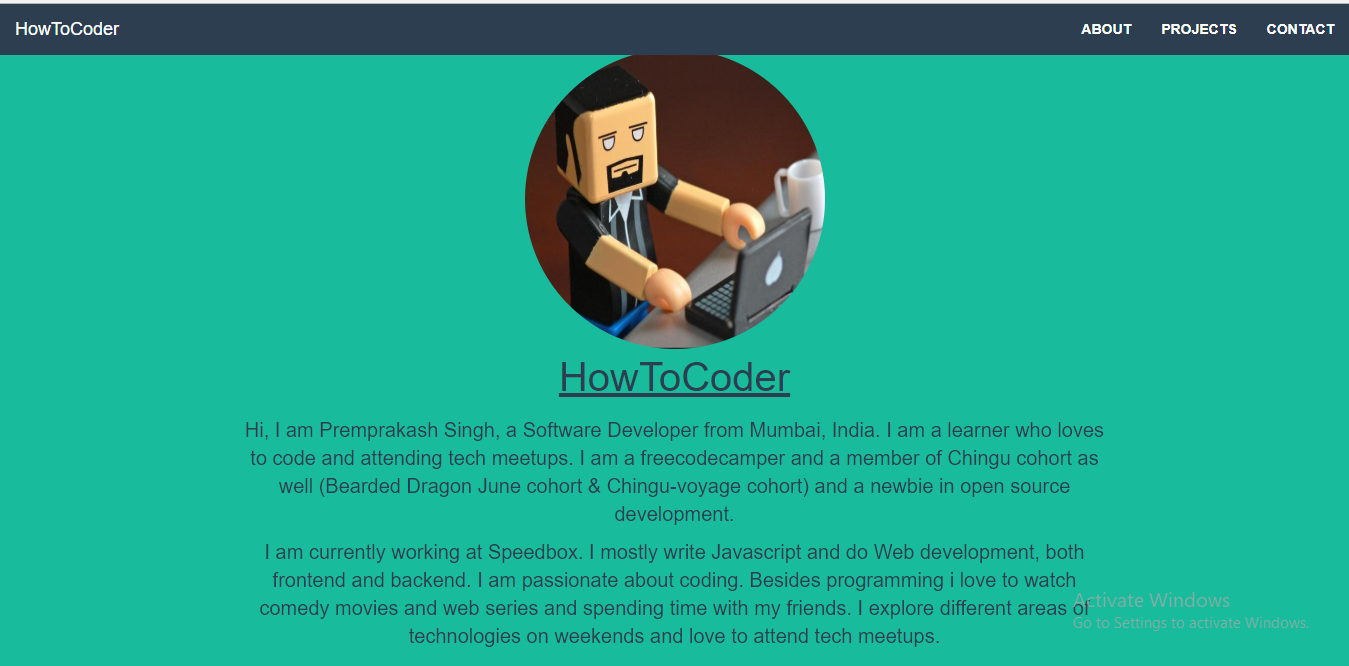 HowToCoder
ABOUT PROJECTS CONTACT
HowToCoder
Hi, I am Premprakash Singh, a Software Developer from Mumbai, India. I am a learner who loves
to code and attending tech meetups. I am a freecodecamper and a member of Chingu cohort as
well (Bearded Dragon June cohort & Chingu-voyage cohort) and a newbie in open source
development.
I am currently working at Speedbox. I mostly write Javascript and do Web development, both
frontend and backend. I am passionate about coding. Besides programming i love to watch
comedy movies and web series and spending time with my friends. I explore different areas of
technologies on weekends and love to attend tech meetups.
Activate Windows
Go to Settings to activate Windows.